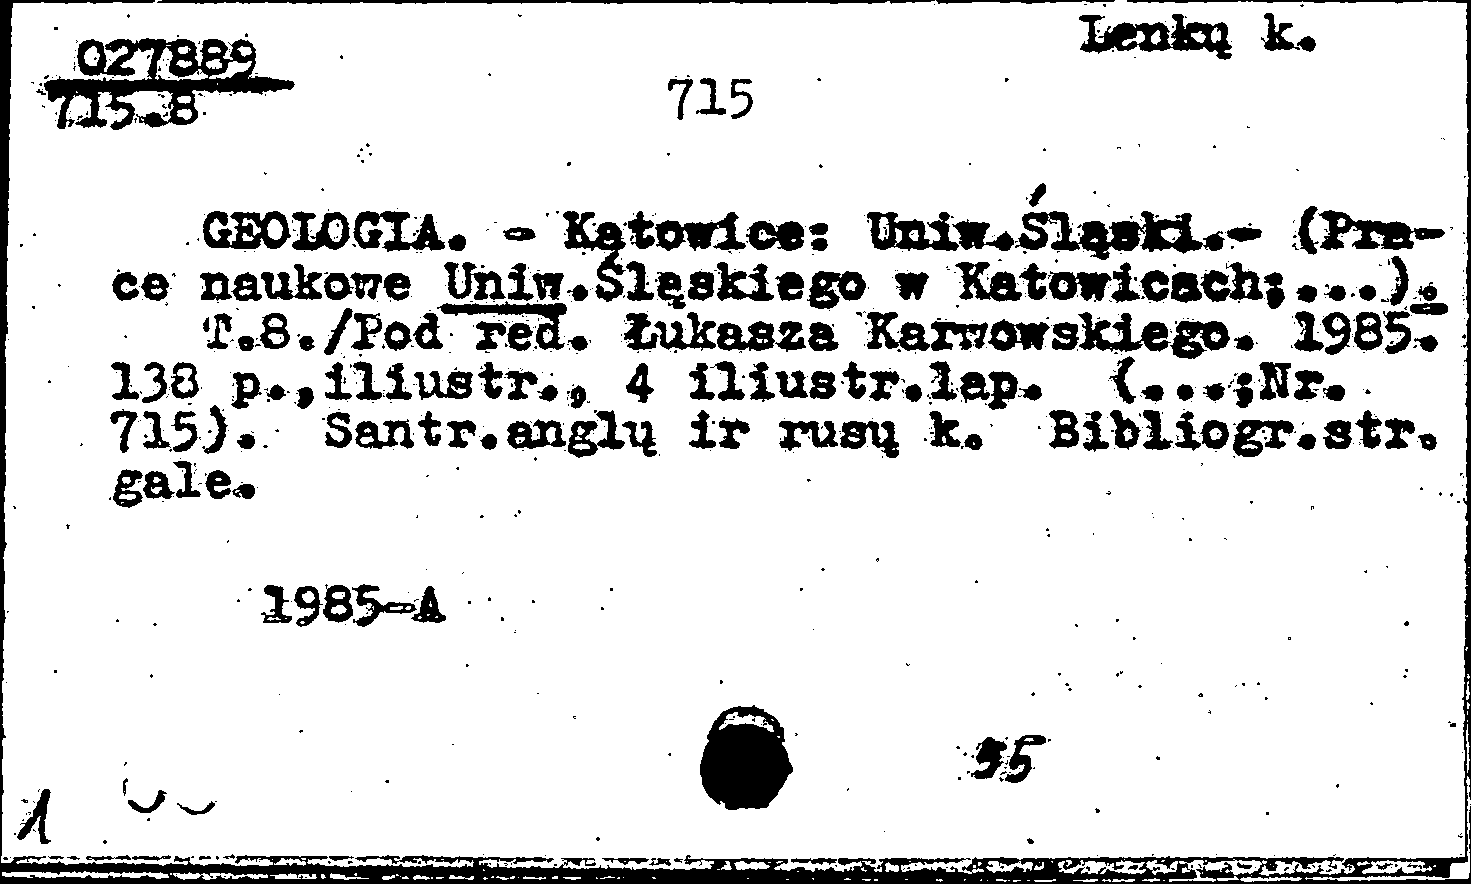 Lenkų k.
027889
715.8
715
GEOLOGIA. - Katowice: Uniw.Śląski.- (Pra-
ce naukowe Uniw.Śląskiego w Katowicach;...).
T.8./Pod red. Łukasza Karwowskiego. 1985.
138 p.,iliustr., 4 iliustr.lap. (...;Nr.
715). Santr.anglų ir rusų k. Bibliogr.str.
gale.
1985-A
95
1